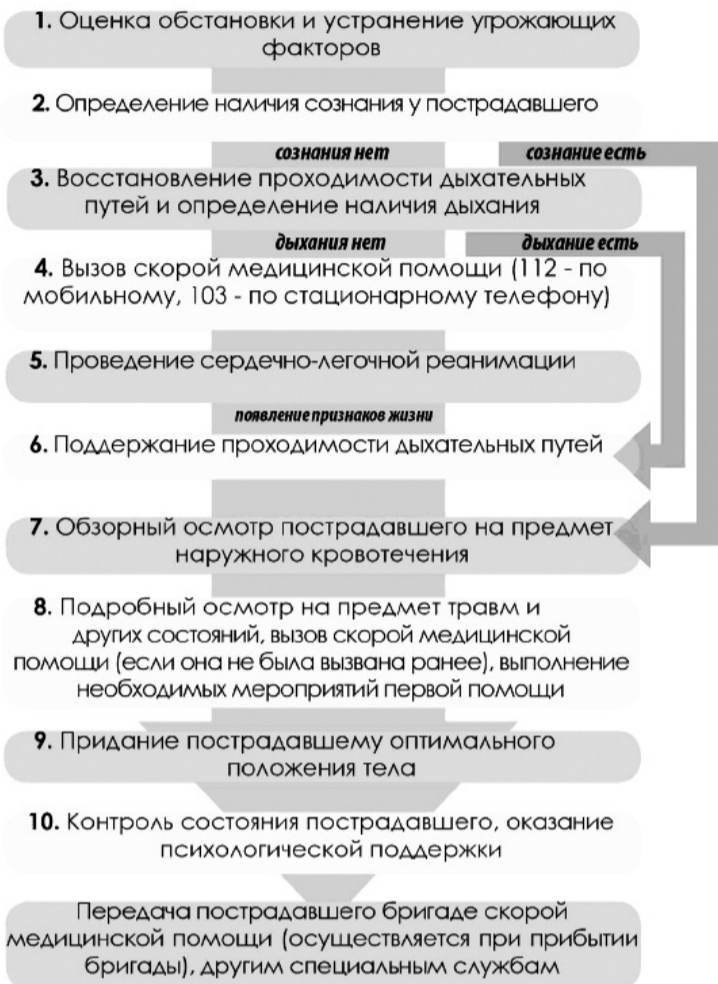 1. Оценка обстановки и устранение угрожающих
факторов
2. Определение наличия сознания у пострадавшего
сознания нет
сознание есть
3. Восстановление проходимости дыхательных
путей и определение наличия дыхания
дыхания нет
дыхание есть
4. Вызов скорой медицинской помощи (112 - по
мобильному, 103 - по стационарному телефону)
5. Проведение сердечно-легочной реанимации
появление признаков жизни
6. Поддержание проходимости дыхательных путей
7. Обзорный осмотр пострадавшего на предмет
наружного кровотечения
8. Подробный осмотр на предмет травм и
других состояний, вызов скорой медицинской
помощи (если она не была вызвана ранее), выполнение
необходимых мероприятий первой помощи
9. Придание пострадавшему оптимального
положения тела
10. Контроль состояния пострадавшего, оказание
психологической поддержки
Передача пострадавшего бригаде скорой
медицинской помощи (осуществляется при прибытии
бригады), другим специальным службам